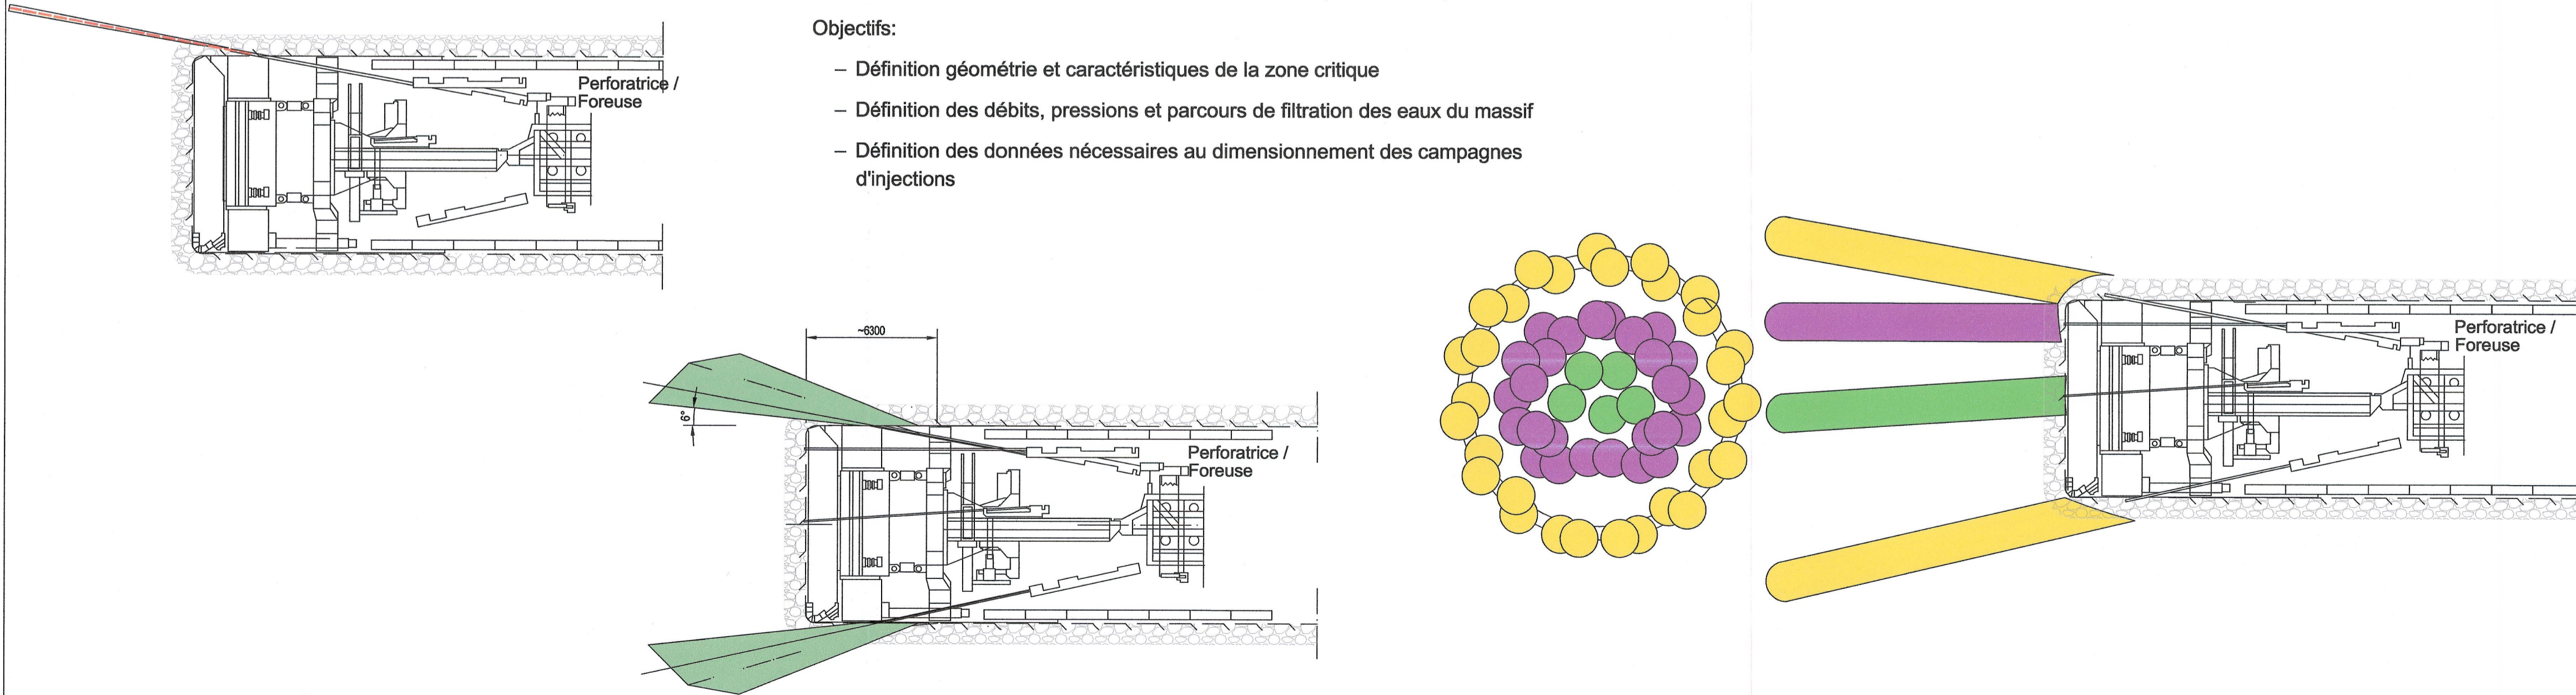 Objectifs:
– Définition géométrie et caractéristiques de la zone critique
– Définition des débits, pressions et parcours de filtration des eaux du massif
– Définition des données nécessaires au dimensionnement des campagnes
d'injections
Perforatrice /
Foreuse
~6300
6°
Perforatrice /
Foreuse
Perforatrice /
Foreuse